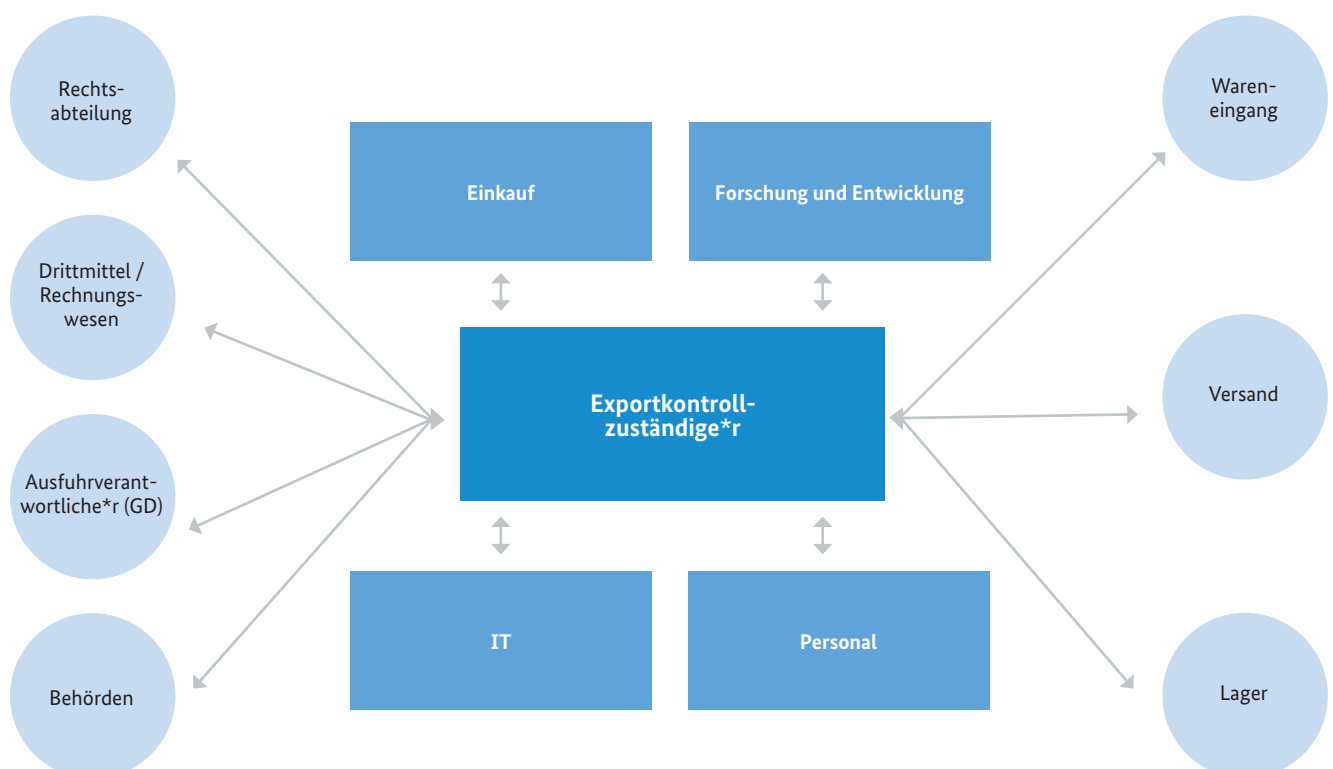 Rechts-
abteilung
Drittmittel /
Rechnungs-
wesen
Ausfuhrverant-
wortliche*r (GD)
Behörden
Einkauf
Forschung und Entwicklung
Exportkontroll-
zuständige*r
IT
Personal
Waren-
eingang
Versand
Lager